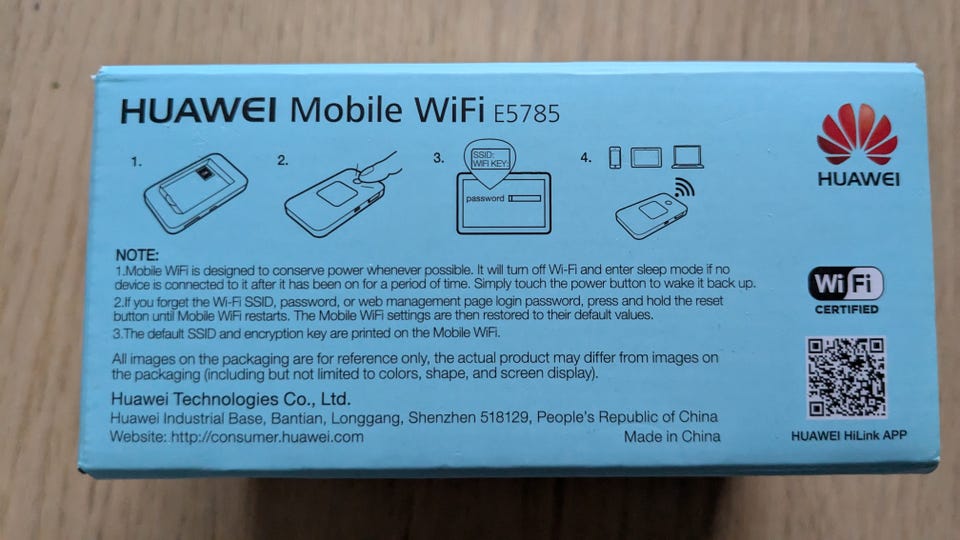 HUAWEI Mobile WiFi E5785
1.
2.
3.
SSID:
WIFI KEY:
password
4.
HUAWEI
NOTE:
1.Mobile WiFi is designed to conserve power whenever possible. It will turn off Wi-Fi and enter sleep mode if no
device is connected to it after it has been on for a period of time. Simply touch the power button to wake it back up.
2.If you forget the Wi-Fi SSID, password, or web management page login password, press and hold the reset
button until Mobile WiFi restarts. The Mobile WiFi settings are then restored to their default values.
3.The default SSID and encryption key are printed on the Mobile WiFi.
All images on the packaging are for reference only, the actual product may differ from images on
the packaging (including but not limited to colors, shape, and screen display).
Huawei Technologies Co., Ltd.
Huawei Industrial Base, Bantian, Longgang, Shenzhen 518129, People's Republic of China
Website: http://consumer.huawei.com
Made in China
Wi Fi
CERTIFIED
HUAWEI HiLink APP